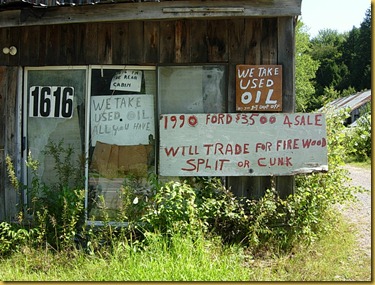 1616
WE TAKE
USED OIL
ALL YOU HAVE
CABIN
WE TAKE
USED
OIL
1990 FORD $3500 4 SALE
WILL TRADE FOR FIREWOOD
SPLIT OR CUNK